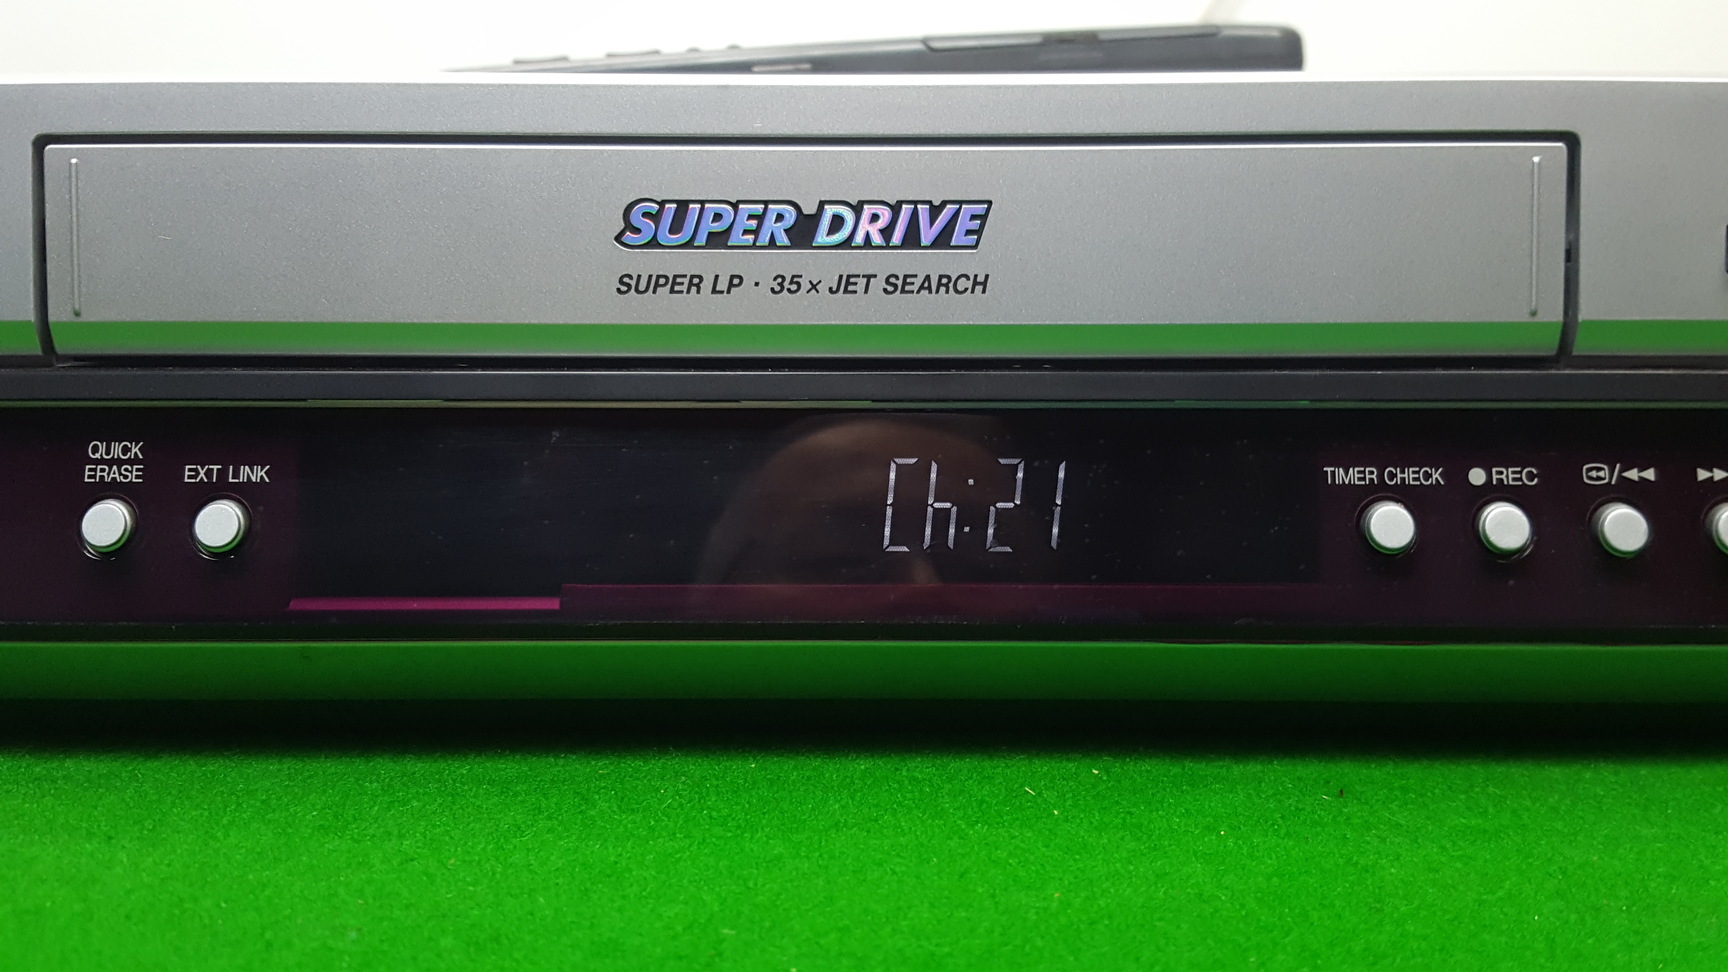 SUPER DRIVE
SUPER LP · 35× JET SEARCH
QUICK
ERASE
EXT LINK
Ch:21
TIMER CHECK
● REC